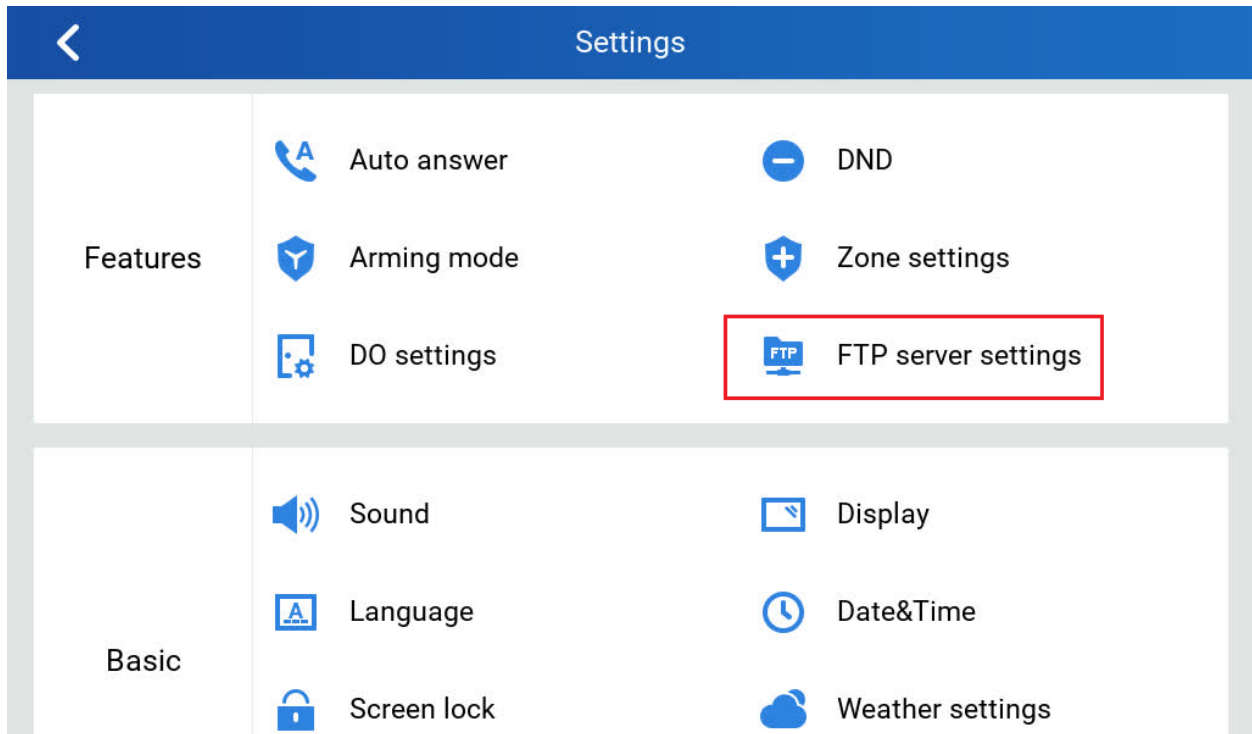 Settings
A
Auto answer
DND
Features
Arming mode
Zone settings
DO settings
FTP
FTP server settings
Sound
Display
A
Language
Date&Time
Basic
Screen lock
Weather settings